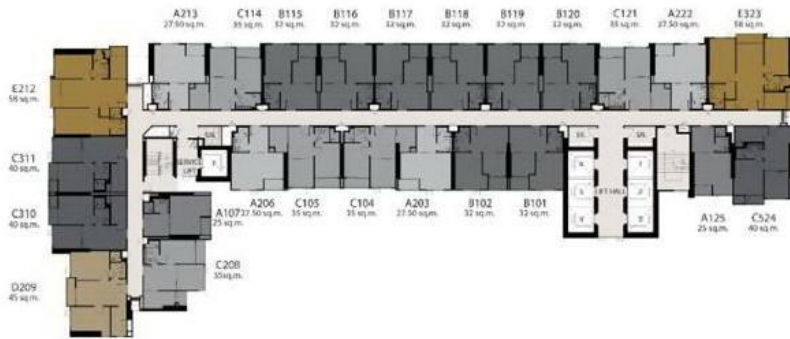 A213
27.50 sq.m.
C114
35 sq.m.
B115
32 sq.m.
B116
32 sq.m.
B117
32 sq.m.
B118
32 sq.m.
B119
32 sq.m.
B120
32 sq.m.
C121
35 sq.m.
A222
27.50 sq.m.
E323
58 sq.m.
E212
58 sq.m.
C311
40 sq.m.
C310
40 sq.m.
D209
45 sq.m.
SERVICE
LIFT
A107
25 sq.m.
C208
35 sq.m.
A206
27.50 sq.m.
C105
35 sq.m.
C104
35 sq.m.
A203
27.50 sq.m.
B102
32 sq.m.
B101
32 sq.m.
LIFT HALL
A125
25 sq.m.
C524
40 sq.m.